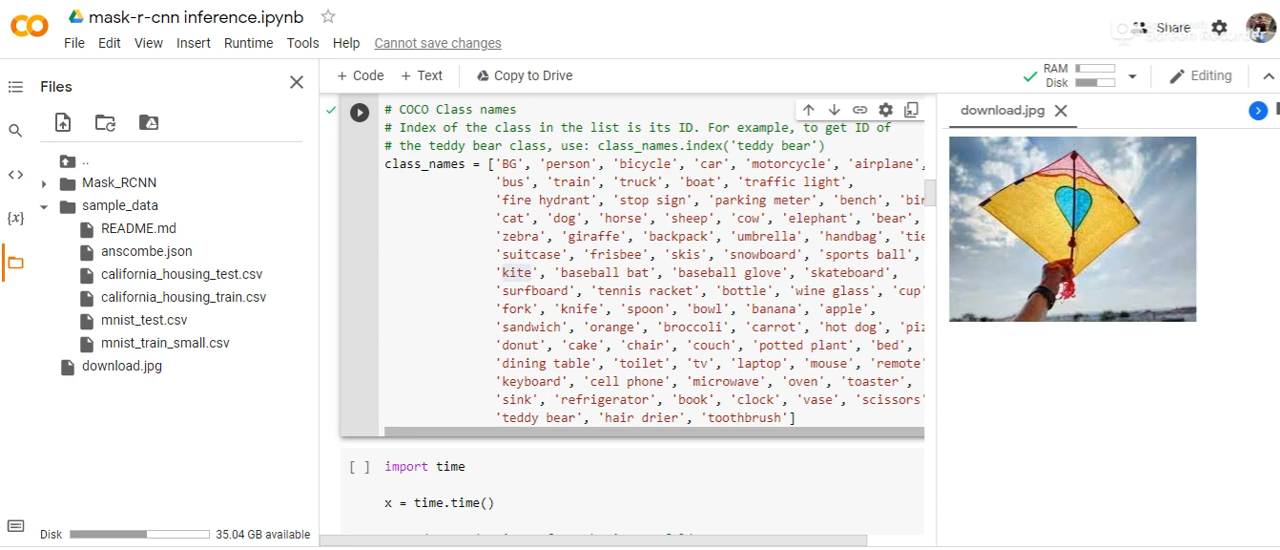 mask-r-cnn inference.ipynb
File Edit View Insert Runtime Tools Help Cannot save changes
Share
Files
+ Code + Text Copy to Drive
RAM
Disk
Editing
..
Mask_RCNN
sample_data
README.md
anscombe.json
california_housing_test.csv
california_housing_train.csv
mnist_test.csv
mnist_train_small.csv
download.jpg
Disk 35.04 GB available
{x}
# COCO Class names
# Index of the class in the list is its ID. For example, to get ID of
# the teddy bear class, use: class_names.index('teddy bear')
class_names = ['BG', 'person', 'bicycle', 'car', 'motorcycle', 'airplane',
'bus', 'train', 'truck', 'boat', 'traffic light',
'fire hydrant', 'stop sign', 'parking meter', 'bench', 'bir
'cat', 'dog', 'horse', 'sheep', 'cow', 'elephant', 'bear',
'zebra', 'giraffe', 'backpack', 'umbrella', 'handbag', 'tie
'suitcase', 'frisbee', 'skis', 'snowboard', 'sports ball',
'kite', 'baseball bat', 'baseball glove', 'skateboard',
'surfboard', 'tennis racket', 'bottle', 'wine glass', 'cup'
'fork', 'knife', 'spoon', 'bowl', 'banana', 'apple',
'sandwich', 'orange', 'broccoli', 'carrot', 'hot dog', 'piz
'donut', 'cake', 'chair', 'couch', 'potted plant', 'bed',
'dining table', 'toilet', 'tv', 'laptop', 'mouse', 'remote'
'keyboard', 'cell phone', 'microwave', 'oven', 'toaster',
'sink', 'refrigerator', 'book', 'clock', 'vase', 'scissors'
'teddy bear', 'hair drier', 'toothbrush']
[ ] import time
x = time.time()
download.jpg